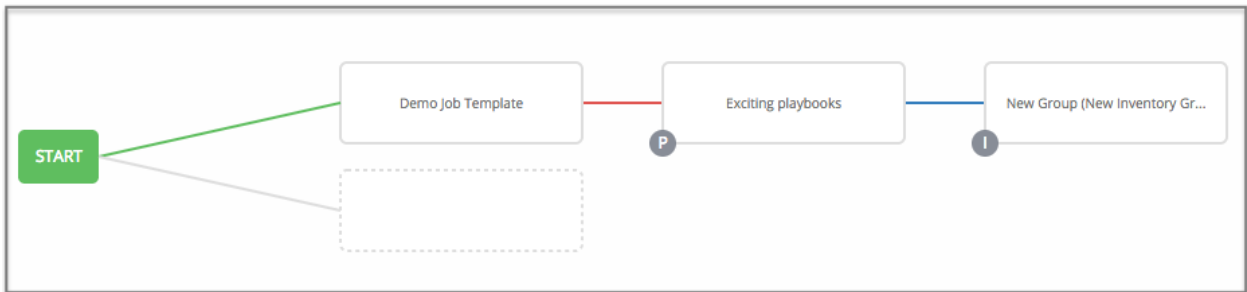 START
Demo Job Template
Exciting playbooks
P
New Group (New Inventory Gr...
I